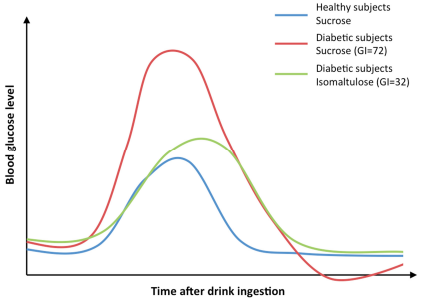 Healthy subjects
Sucrose
Diabetic subjects
Sucrose (GI=72)
Diabetic subjects
Isomaltulose (GI=32)
Blood glucose level
Time after drink ingestion